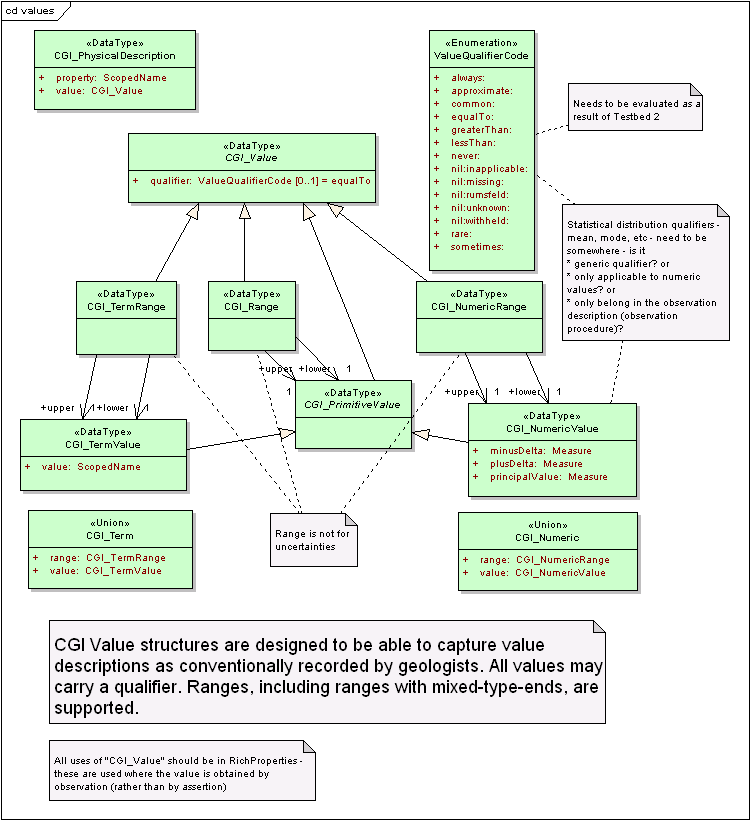 cd values
«DataType»
CGI_PhysicalDescription
+ property: ScopedName
+ value: CGI_Value
«Enumeration»
ValueQualifierCode
+ always:
+ approximate:
+ common:
+ equalTo:
+ greaterThan:
+ lessThan:
+ never:
+ nil:inapplicable:
+ nil:missing:
+ nil:rumsfeld:
+ nil:unknown:
+ nil:withheld:
+ rare:
+ sometimes:
Needs to be evaluated as a
result of Testbed 2
«DataType»
CGI_Value
+ qualifier: ValueQualifierCode [0..1] = equalTo
Statistical distribution qualifiers -
mean, mode, etc - need to be
somewhere - is it
* generic qualifier? or
* only applicable to numeric
values? or
* only belong in the observation
description (observation
procedure)?
«DataType»
CGI_TermRange
«DataType»
CGI_Range
«DataType»
CGI_NumericRange
+upper 1
+lower 1
+upper 1
+lower 1
+upper 1
+lower 1
«DataType»
CGI_PrimitiveValue
«DataType»
CGI_TermValue
+ value: ScopedName
«DataType»
CGI_NumericValue
+ minusDelta: Measure
+ plusDelta: Measure
+ principalValue: Measure
«Union»
CGI_Term
+ range: CGI_TermRange
+ value: CGI_TermValue
Range is not for
uncertainties
«Union»
CGI_Numeric
+ range: CGI_NumericRange
+ value: CGI_NumericValue
CGI Value structures are designed to be able to capture value
descriptions as conventionally recorded by geologists. All values may
carry a qualifier. Ranges, including ranges with mixed-type-ends, are
supported.
All uses of "CGI_Value" should be in RichProperties -
these are used where the value is obtained by
observation (rather than by assertion)